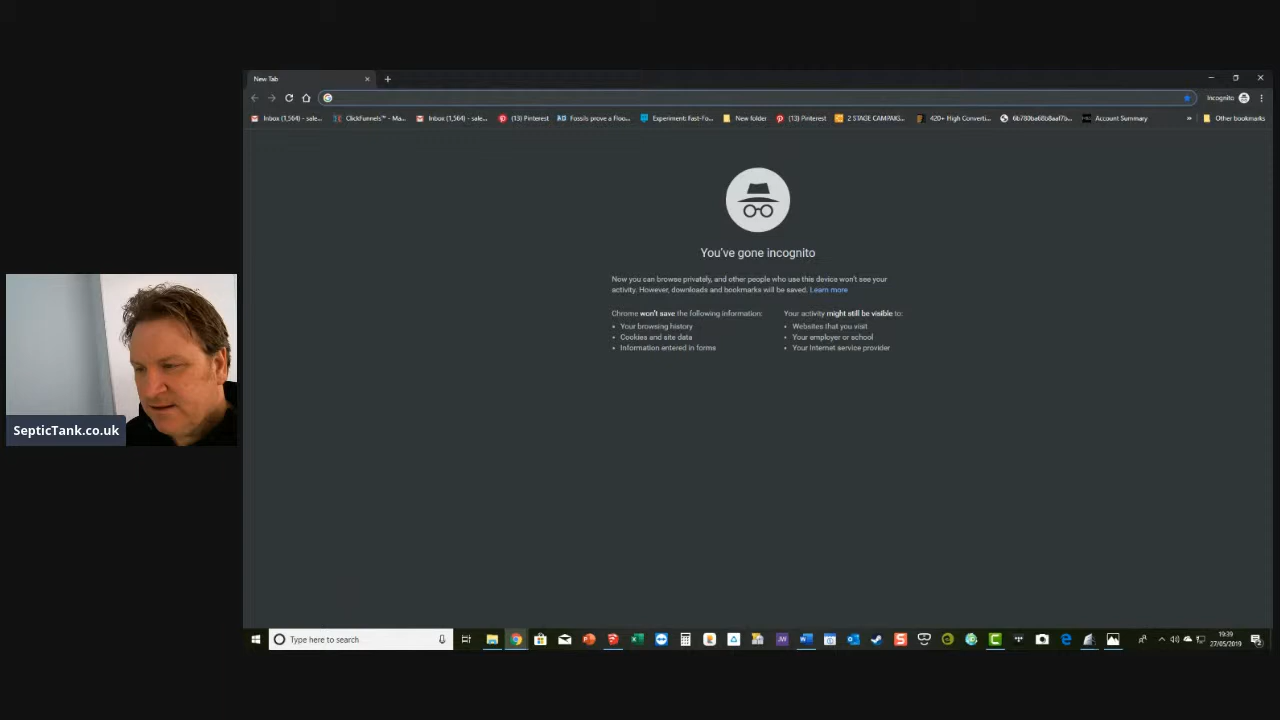 New Tab
Incognito
Inbox (1,564) - sale...
ClickFunnels™ - Ma...
Inbox (1,564) - sale...
(13) Pinterest
Fossils prove a Floo...
Experiment: Fast-Fo...
New folder
(13) Pinterest
2 STAGE CAMPAIG...
420+ High Converti...
Account Summary
Other bookmarks
You've gone incognito
Now you can browse privately, and other people who use this device won't see your
activity. However, downloads and bookmarks will be saved. Learn more
Chrome won't save the following information:
Your browsing history
Cookies and site data
Information entered in forms
Your activity might still be visible to:
Websites that you visit
Your employer or school
Your Internet service provider
SepticTank.co.uk
Type here to search
19:39
27/05/2019